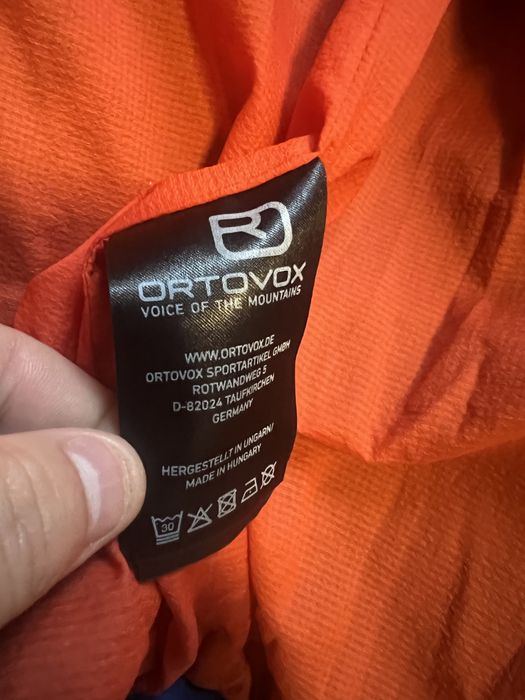 ORTOVOX
VOICE OF THE MOUNTAINS
WWW.ORTOVOX.DE
ORTOVOX SPORTARTIKEL GMBH
ROTWANDWEG 5
D-82024 TAUFKIRCHEN
GERMANY
HERGESTELLT IN UNGARN/
MADE IN HUNGARY
30